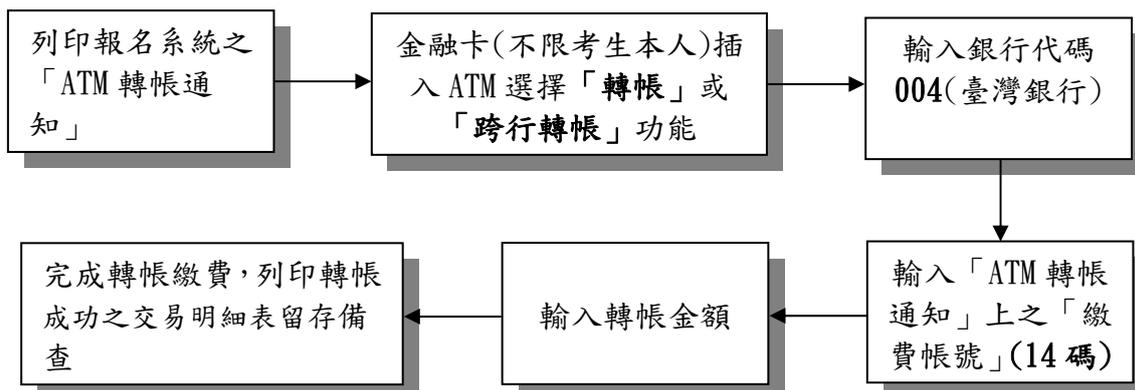 列印報名系統之
「ATM 轉帳通
知」
金融卡(不限考生本人)插
入 ATM 選擇「轉帳」或
「跨行轉帳」功能
輸入銀行代碼
004(臺灣銀行)
輸入「ATM 轉帳
通知」上之「繳
費帳號」(14 碼)
輸入轉帳金額
完成轉帳繳費，列印轉帳
成功之交易明細表留存備
查